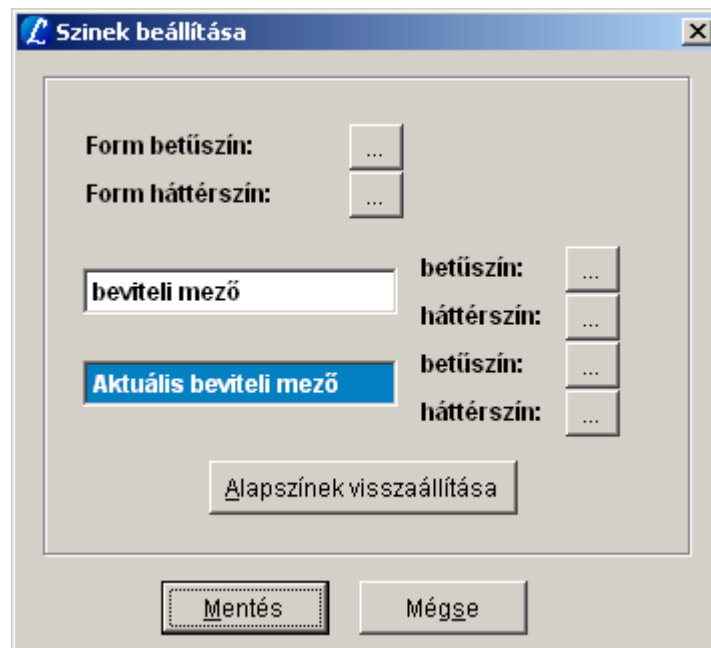 Szinek beállítása
Form betűszín: ...
Form háttérszín: ...
betűszín: ...
beviteli mező
háttérszín: ...
betűszín: ...
Aktuális beviteli mező
háttérszín: ...
Alapszínek visszaállítása
Mentés Mégse